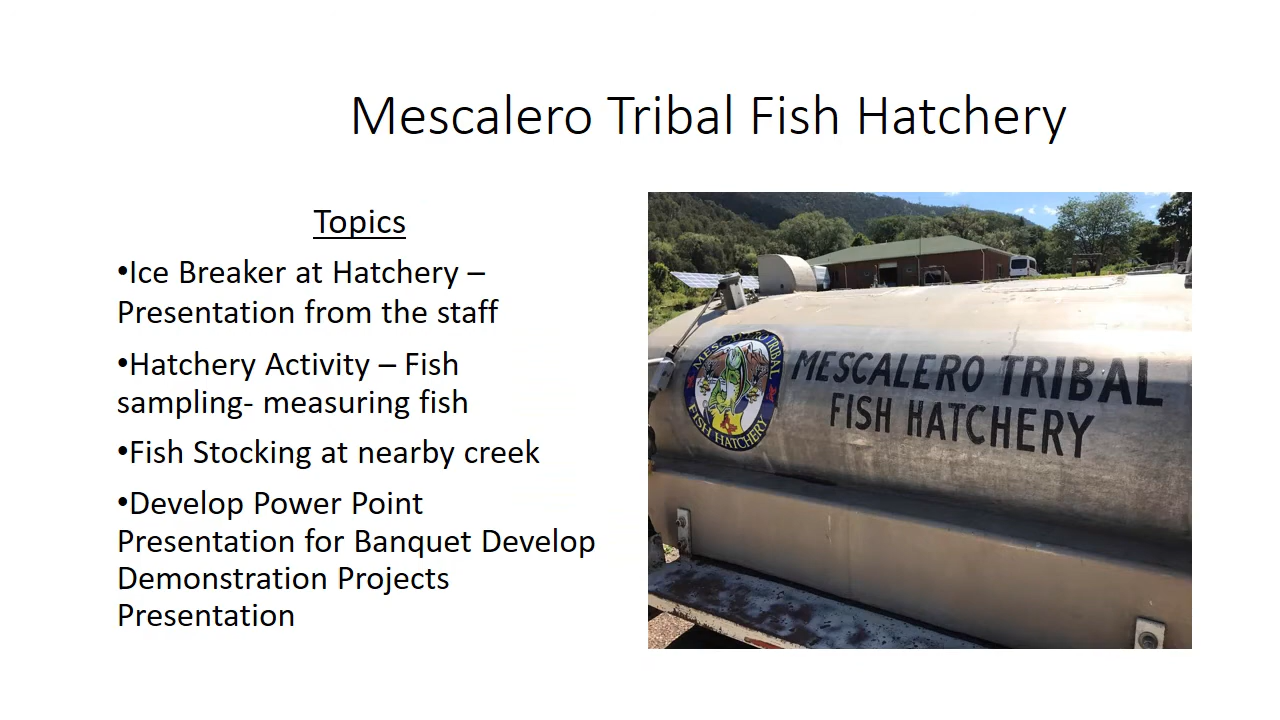 Mescalero Tribal Fish Hatchery
Topics
•Ice Breaker at Hatchery –
Presentation from the staff
•Hatchery Activity – Fish
sampling- measuring fish
•Fish Stocking at nearby creek
•Develop Power Point
Presentation for Banquet Develop
Demonstration Projects
Presentation
MESCALERO TRIBAL
FISH HATCHERY
MESCALERO TRIBAL
FISH HATCHERY